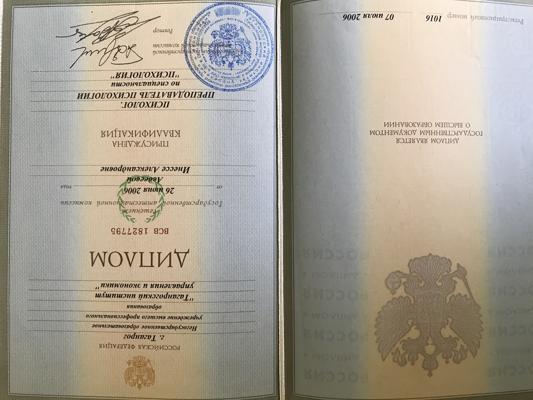 РОССИЙСКАЯ ФЕДЕРАЦИЯ
г. Таганрог
Негосударственное образовательное
учреждение высшего профессионального
образования
"Таганрогский институт
управления и экономики"
ДИПЛОМ
ВСВ 1827795
Решением
Государственной аттестационной комиссии
от 26 июня 2006 года
Авдеевой
Инессе Александровне
ПРИСУЖДЕНА
КВАЛИФИКАЦИЯ
ПСИХОЛОГ.
ПРЕПОДАВАТЕЛЬ ПСИХОЛОГИИ
по специальности
"ПСИХОЛОГИЯ"
Ректор
ДИПЛОМ ЯВЛЯЕТСЯ
ГОСУДАРСТВЕННЫМ ДОКУМЕНТОМ
О ВЫСШЕМ ОБРАЗОВАНИИ
Регистрационный номер 1016 07 июля 2006